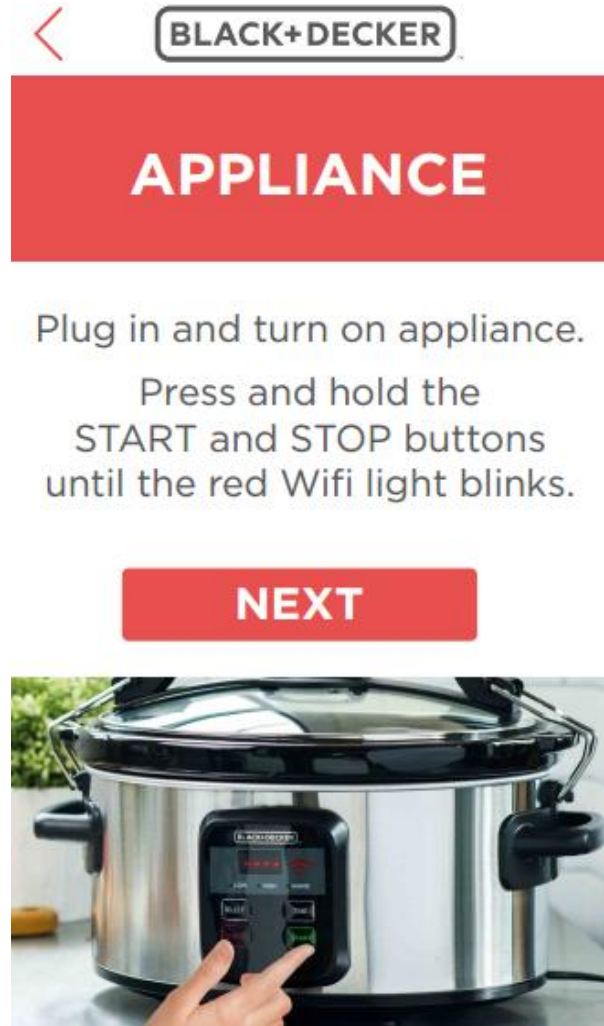 BLACK+DECKER
APPLIANCE
Plug in and turn on appliance.
Press and hold the
START and STOP buttons
until the red Wifi light blinks.
NEXT
BLACK+DECKER